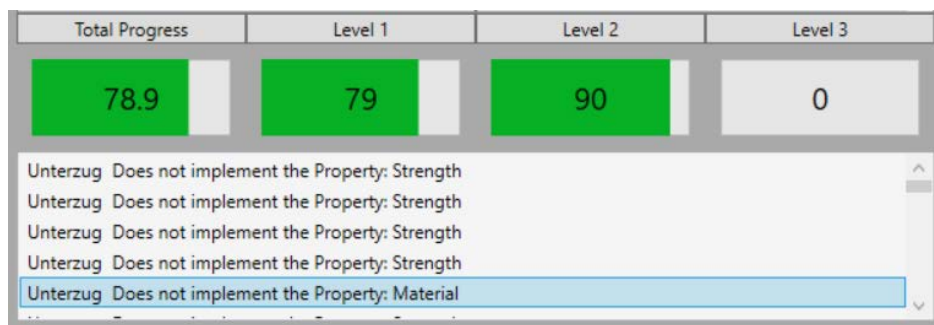 Total Progress Level 1 Level 2 Level 3
78.9 79 90 0
Unterzug Does not implement the Property: Strength
Unterzug Does not implement the Property: Strength
Unterzug Does not implement the Property: Strength
Unterzug Does not implement the Property: Strength
Unterzug Does not implement the Property: Material